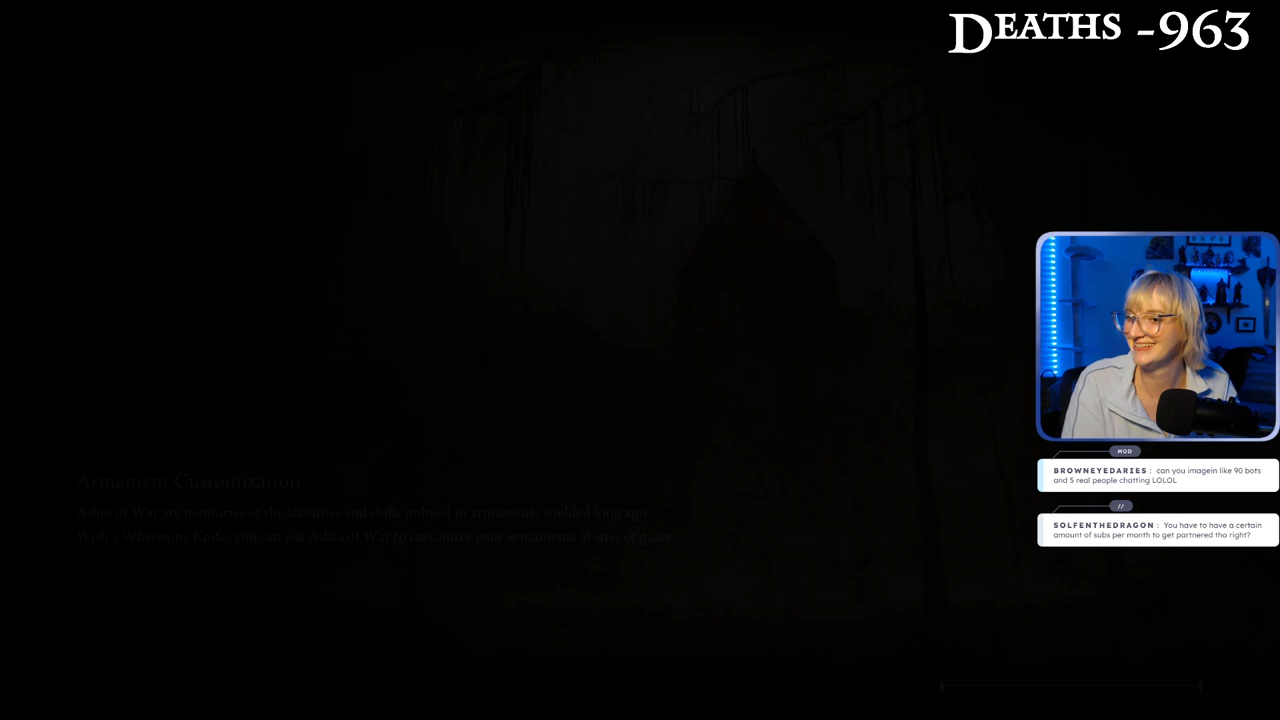 DEATHS -963
MOD
BROWNEYEDARIES : can you imagein like 90 bots
and 5 real people chatting LOLOL
//
SOLFENTHEDRAGON : You have to have a certain
amount of subs per month to get partnered tho right?
Armament Customization
Ashes of War are memories of the affinities and skills imbued in armaments wielded long ago.
With a Whetstone Knife, you can use Ashes of War to customize your armaments at sites of grace.